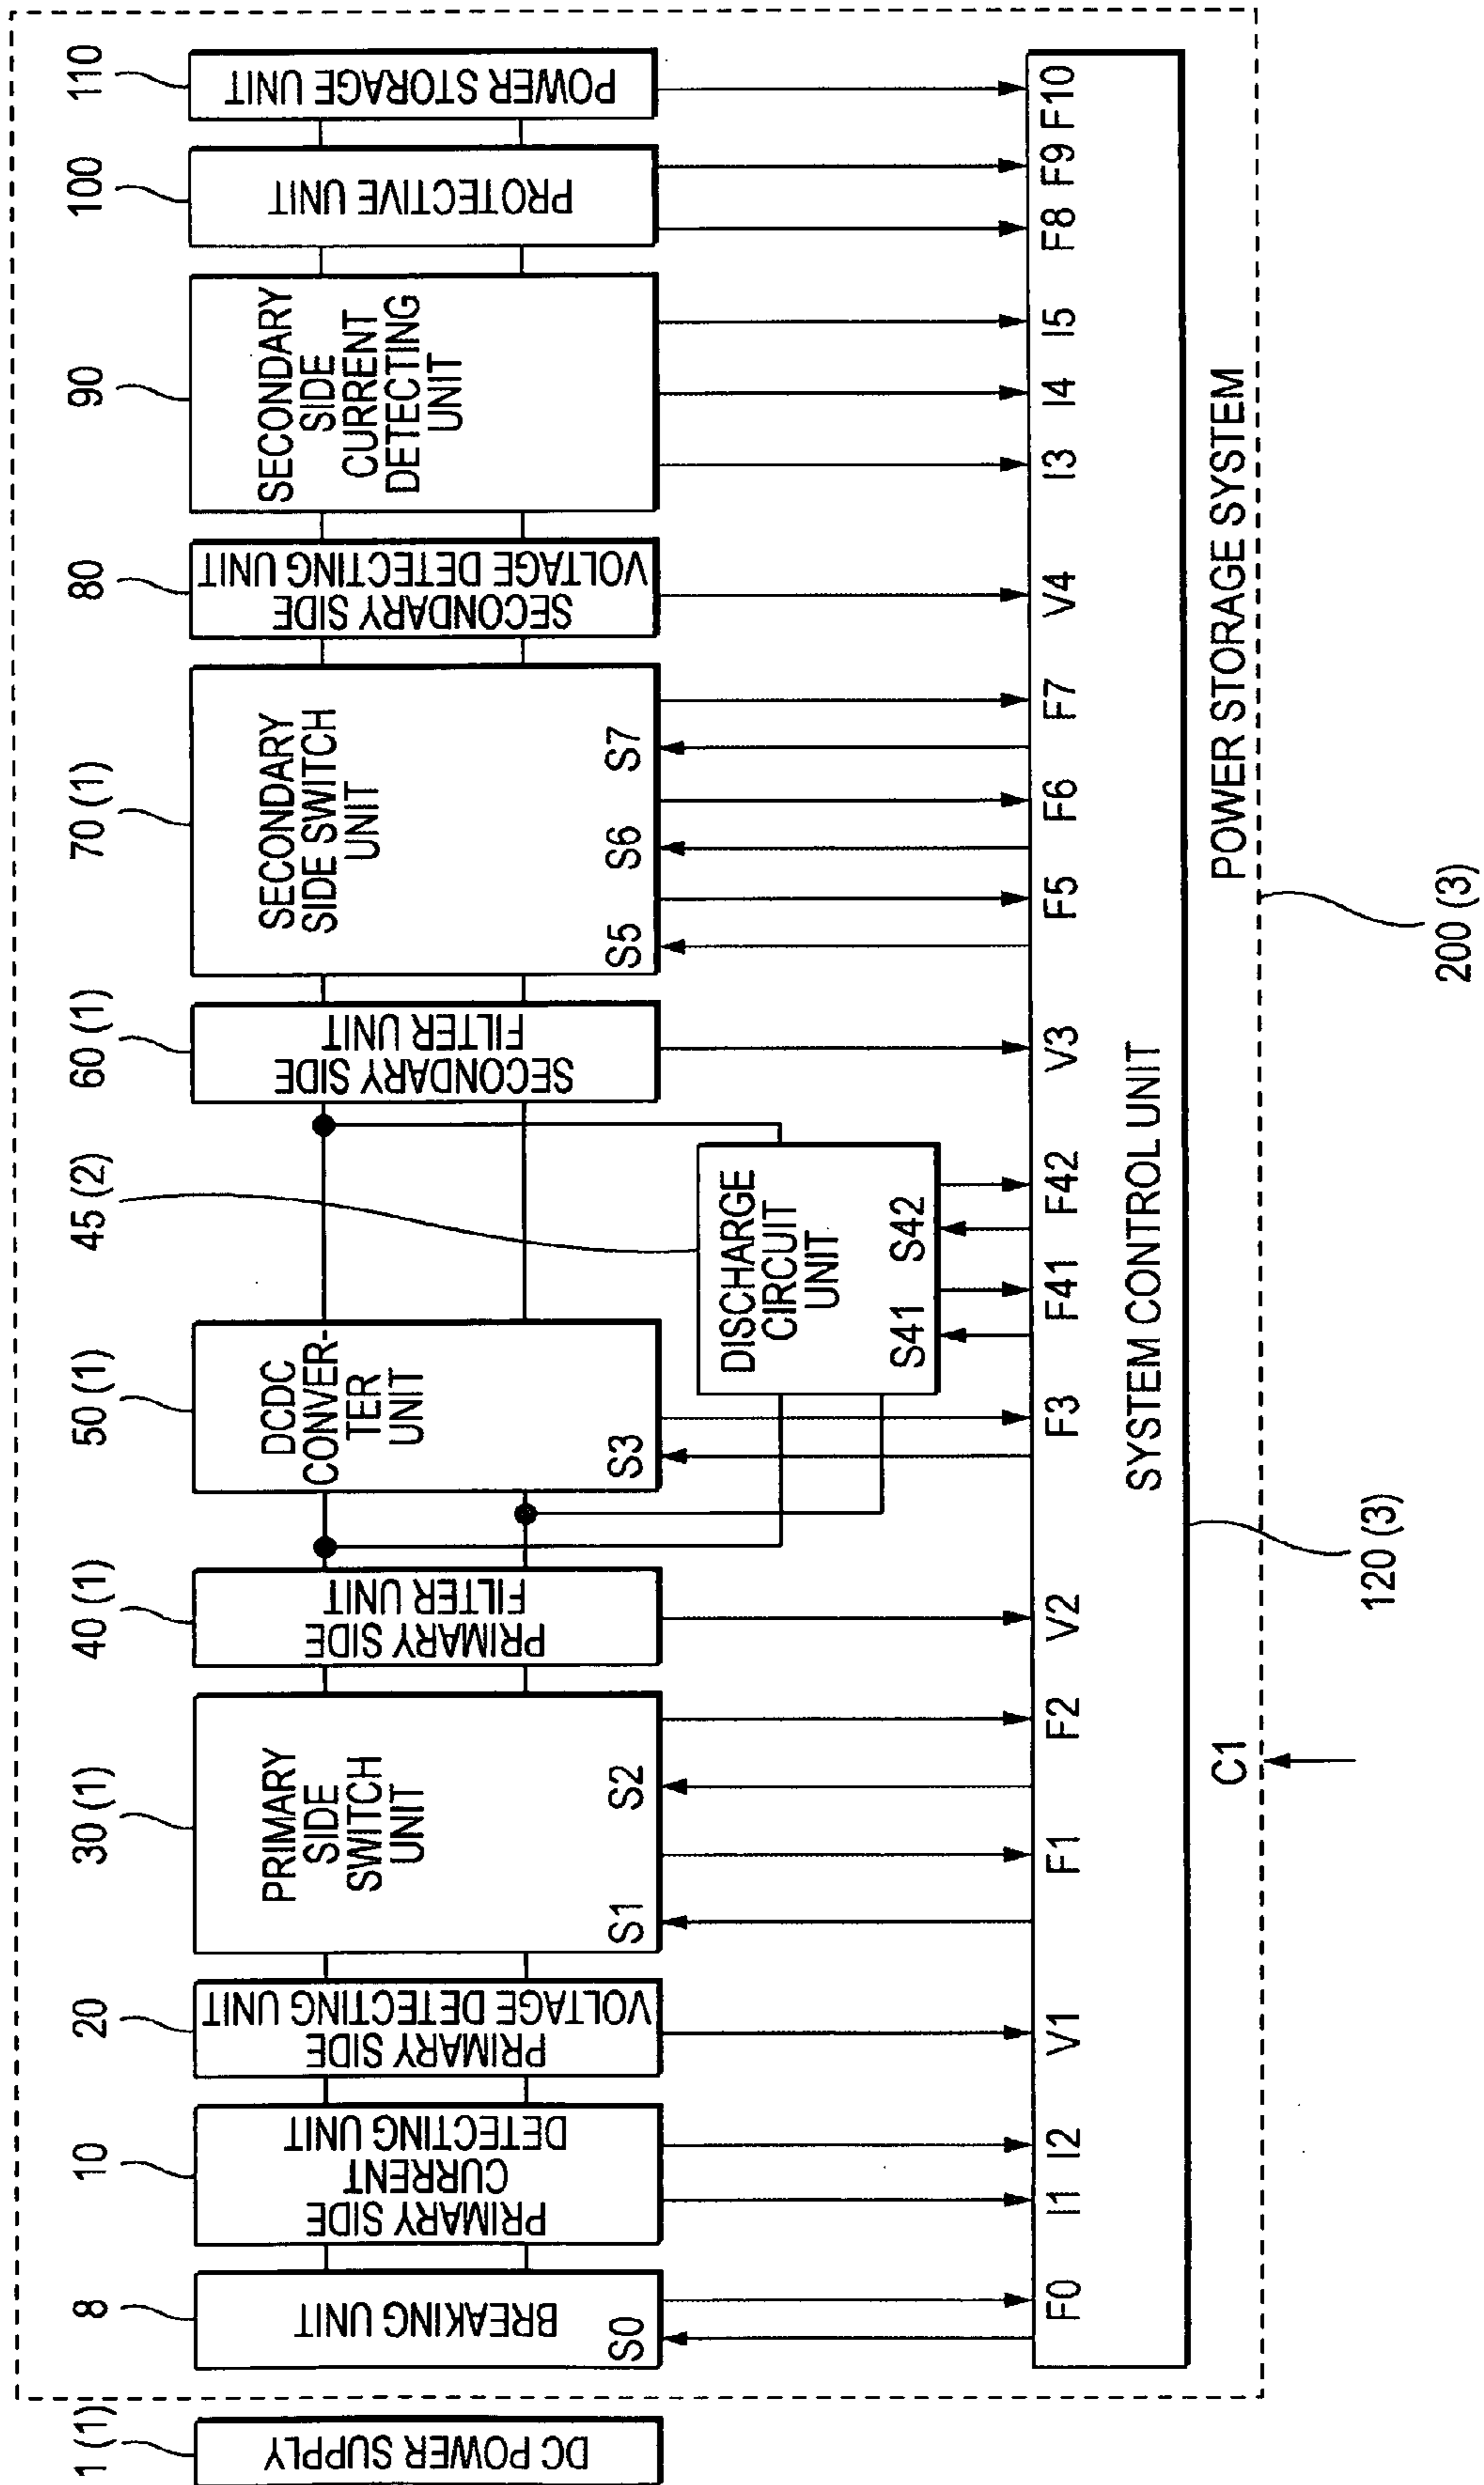 1 (1)
8
10
20
30 (1)
40 (1)
50 (1)
45 (2)
60 (1)
70 (1)
80
90
100
110
DC POWER SUPPLY
BREAKING UNIT
S0
PRIMARY SIDE
CURRENT
DETECTING UNIT
PRIMARY SIDE
VOLTAGE DETECTING UNIT
PRIMARY
SIDE
SWITCH
UNIT
S1
S2
PRIMARY SIDE
FILTER UNIT
DCDC
CONVER-
TER
UNIT
S3
DISCHARGE
CIRCUIT
UNIT
S41
S42
SECONDARY SIDE
FILTER UNIT
SECONDARY
SIDE SWITCH
UNIT
S5
S6
S7
SECONDARY SIDE
VOLTAGE DETECTING UNIT
SECONDARY
SIDE
CURRENT
DETECTING
UNIT
PROTECTIVE UNIT
POWER STORAGE UNIT
F0
I1
I2
V1
F1
F2
V2
F3
F41
F42
V3
F5
F6
F7
V4
I3
I4
I5
F8
F9
F10
SYSTEM CONTROL UNIT
C1
POWER STORAGE SYSTEM
120 (3)
200 (3)